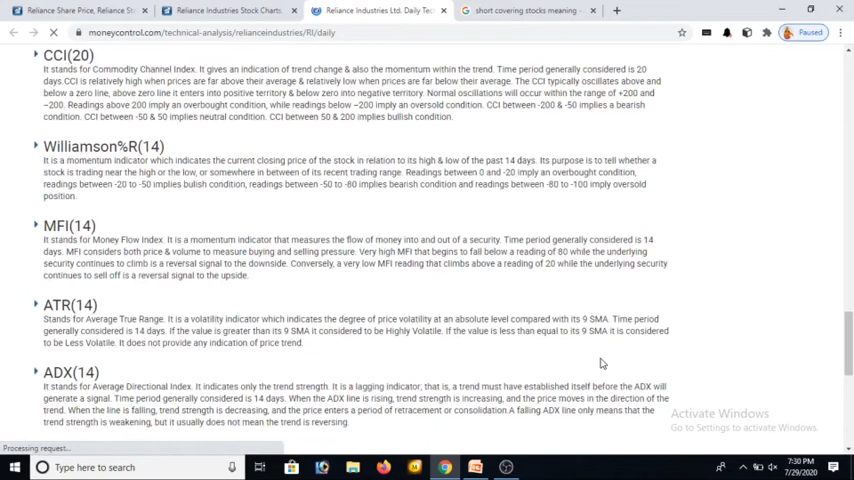 Reliance Share Price, Reliance Sto
Reliance Industries Stock Charts,
Reliance Industries Ltd. Daily Tec
short covering stocks meaning -
moneycontrol.com/technical-analysis/relianceindustries/RI/daily
Paused
CCI(20)
It stands for Commodity Channel Index. It gives an indication of trend change & also the momentum within the trend. Time period generally considered is 20
days.CCI is relatively high when prices are far above their average & relatively low when prices are far below their average. The CCI typically oscillates above and
below a zero line, above zero line it enters into positive territory & below zero into negative territory. Normal oscillations will occur within the range of +200 and
–200. Readings above 200 imply an overbought condition, while readings below –200 imply an oversold condition. CCI between -200 & -50 implies a bearish
condition. CCI between -50 & 50 implies neutral condition. CCI between 50 & 200 implies bullish condition.
Williamson%R(14)
It is a momentum indicator which indicates the current closing price of the stock in relation to its high & low of the past 14 days. Its purpose is to tell whether a
stock is trading near the high or the low, or somewhere in between of its recent trading range. Readings between 0 and -20 imply an overbought condition,
readings between -20 to -50 implies bulish condition, readings between -50 to -80 implies bearish condition and readings between -80 to -100 imply oversold
position.
MFI(14)
It stands for Money Flow Index. It is a momentum indicator that measures the flow of money into and out of a security. Time period generally considered is 14
days. MFI considers both price & volume to measure buying and selling pressure. Very high MFI that begins to fall below a reading of 80 while the underlying
security continues to climb is a reversal signal to the downside. Conversely, a very low MFI reading that climbs above a reading of 20 while the underlying security
continues to sell off is a reversal signal to the upside.
ATR(14)
Stands for Average True Range. It is a volatility indicator which indicates the degree of price volatility at an absolute level compared with its 9 SMA. Time period
generally considered is 14 days. If the value is greater than its 9 SMA it considered to be Highly Volatile. If the value is less than equal to its 9 SMA it is considered
to be Less Volatile. It does not provide any indication of price trend.
ADX(14)
It stands for Average Directional Index. It indicates only the trend strength. It is a lagging indicator; that is, a trend must have established itself before the ADX will
generate a signal. Time period generally considered is 14 days. When the ADX line is rising, trend strength is increasing, and the price moves in the direction of the
trend. When the line is falling, trend strength is decreasing, and the price enters a period of retracement or consolidation.A falling ADX line only means that the
trend strength is weakening, but it usually does not mean the trend is reversing.
Activate Windows
Go to Settings to activate Windows.
Processing request...
Type here to search
7:30 PM
7/29/2020